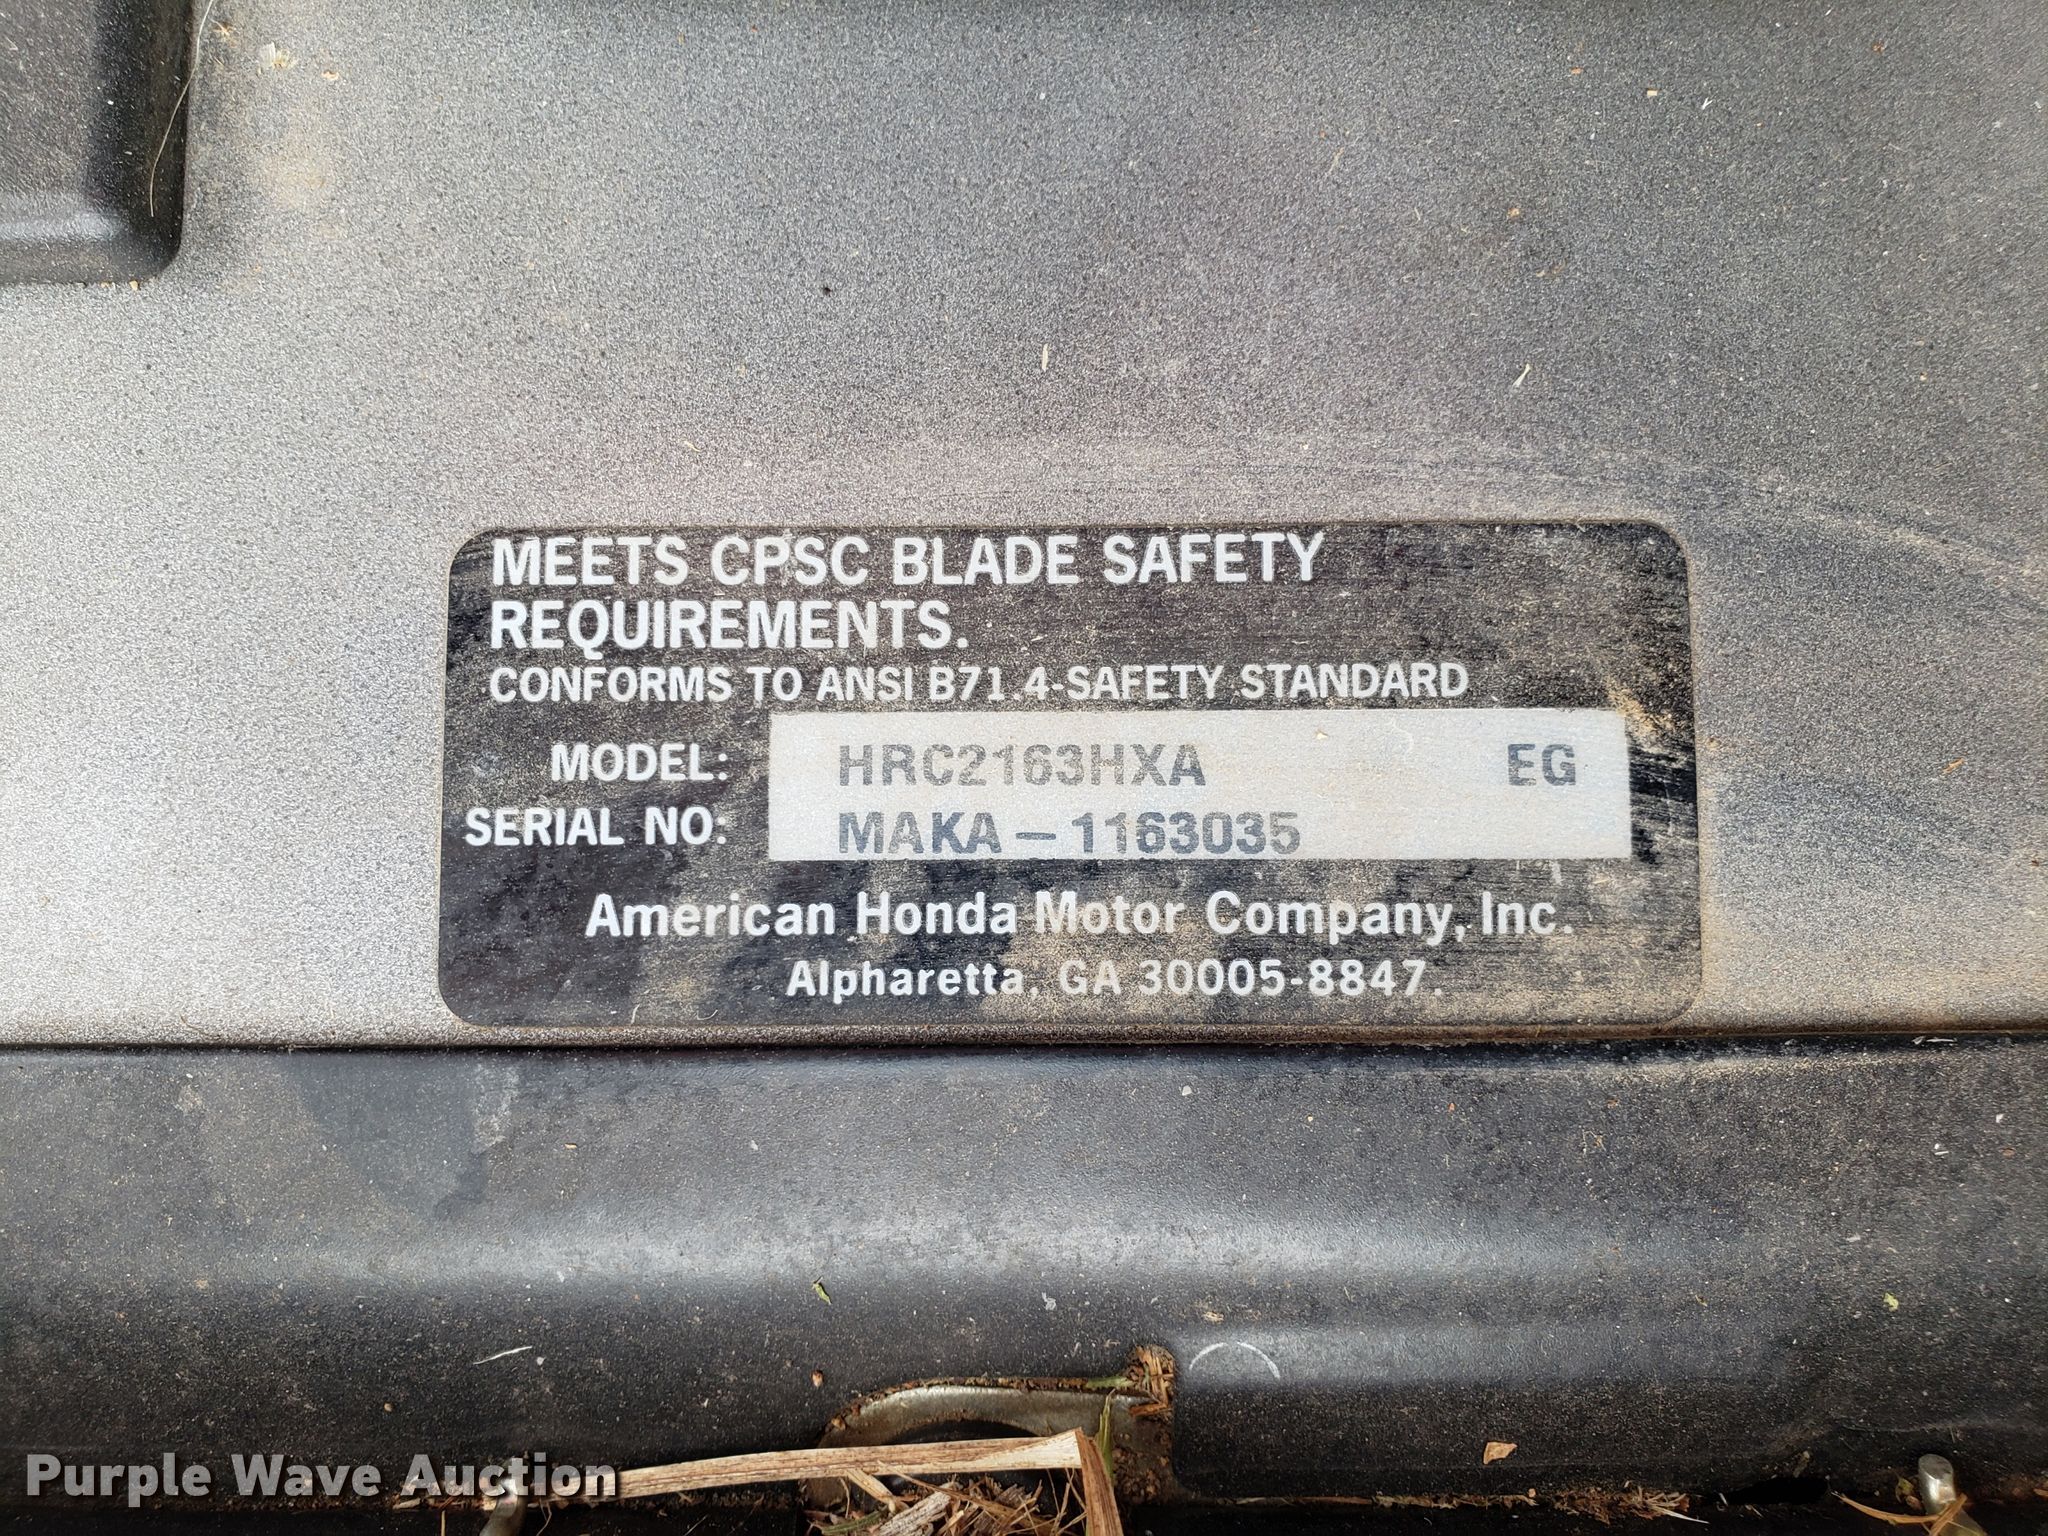 MEETS CPSC BLADE SAFETY
REQUIREMENTS.
CONFORMS TO ANSI B71.4-SAFETY STANDARD
MODEL: HRC2163HXA EG
SERIAL NO: MAKA-1163035
American Honda Motor Company, Inc.
Alpharetta, GA 30005-8847.
Purple Wave Auction